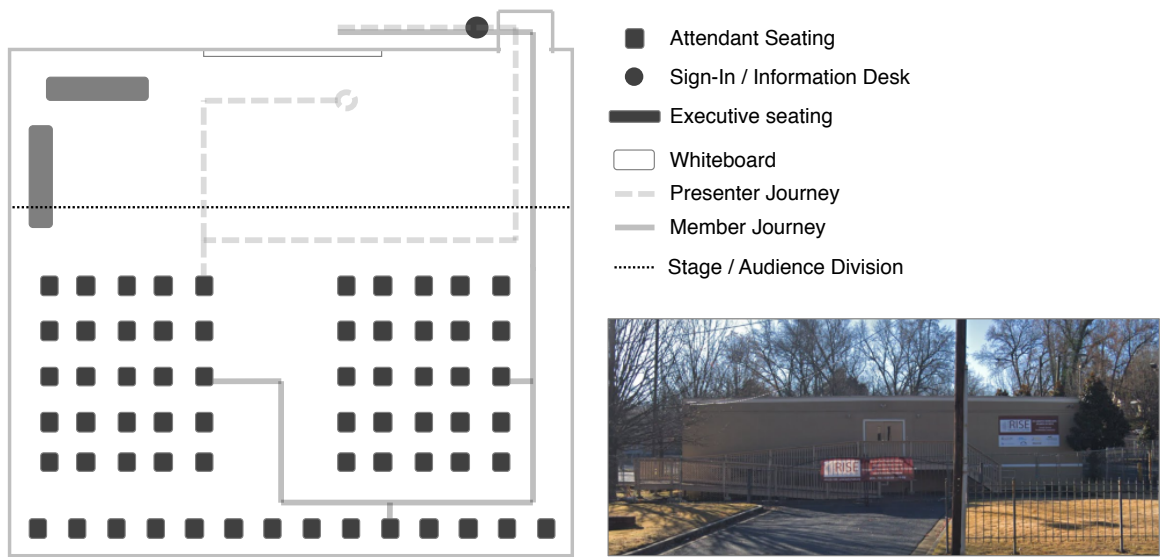 Attendant Seating
Sign-In / Information Desk
Executive seating
Whiteboard
Presenter Journey
Member Journey
Stage / Audience Division
RISE
RISE